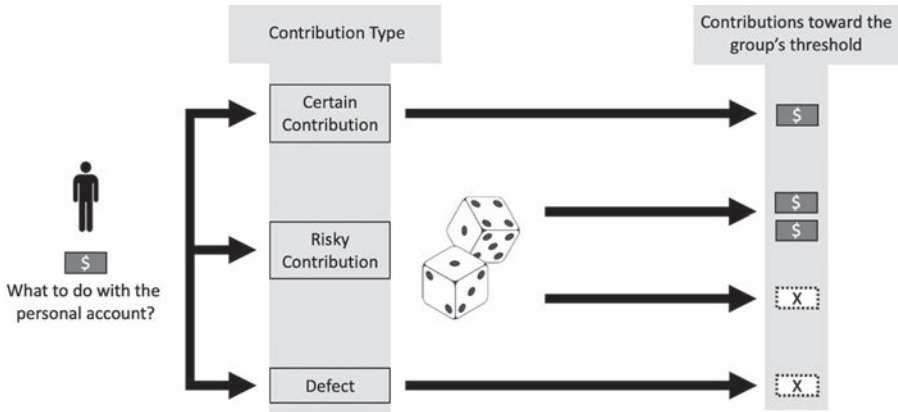 Contribution Type
Contributions toward the
group's threshold
Certain
Contribution
$
$
$
Risky
Contribution
$
What to do with the
personal account?
X
Defect
X